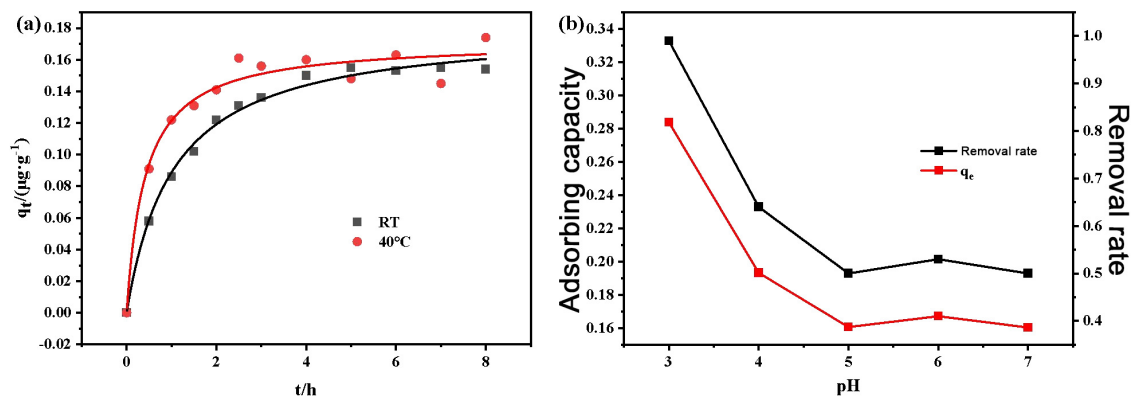 (a)
0.18
0.16
0.14
0.12
0.10
0.08
0.06
0.04
0.02
0.00
-0.02
qt/(μg·g⁻¹)
RT
40°C
0 2 4 6 8
t/h
(b)
0.34
0.32
0.30
0.28
0.26
0.24
0.22
0.20
0.18
0.16
Adsorbing capacity
Removal rate
qe
1.0
0.9
0.8
0.7
0.6
0.5
0.4
Removal rate
3 4 5 6 7
pH